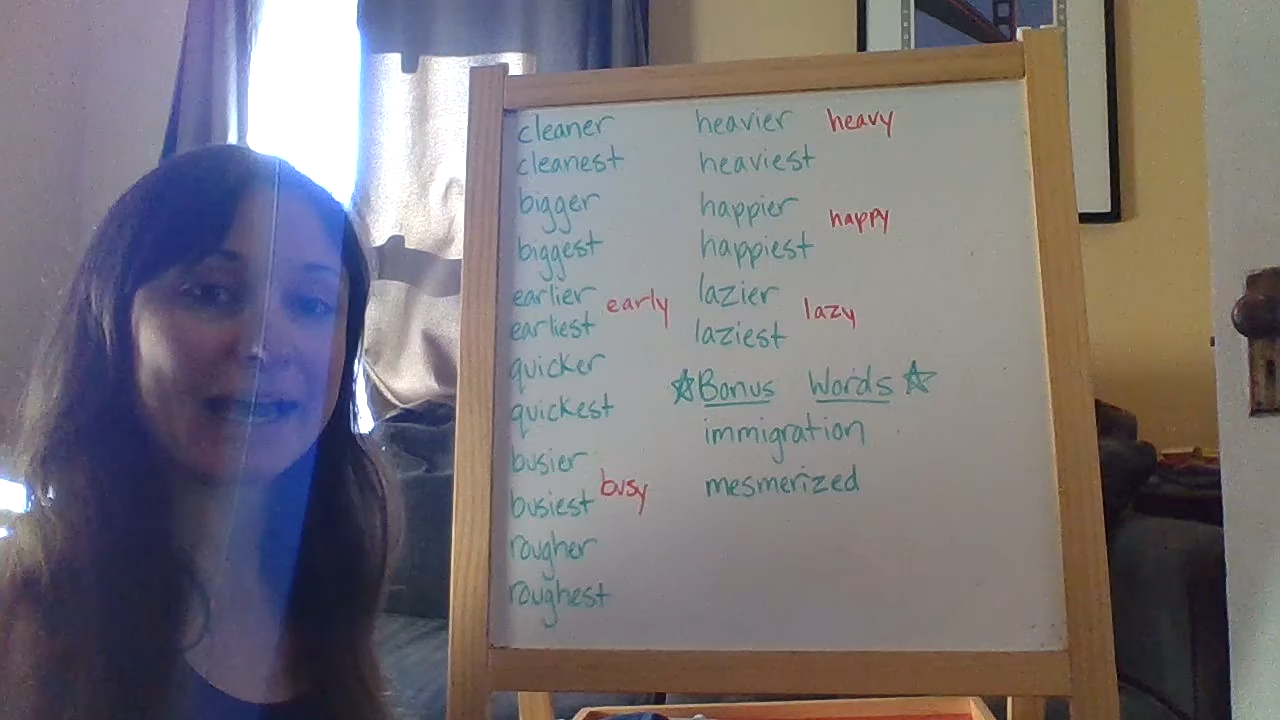 cleaner
cleanest
bigger
biggest
earlier early
earliest
quicker
quickest
busier
busiest busy
rougher
roughest
heavier heavy
heaviest
happier happy
happiest
lazier lazy
laziest
☆Bonus Words☆
immigration
mesmerized